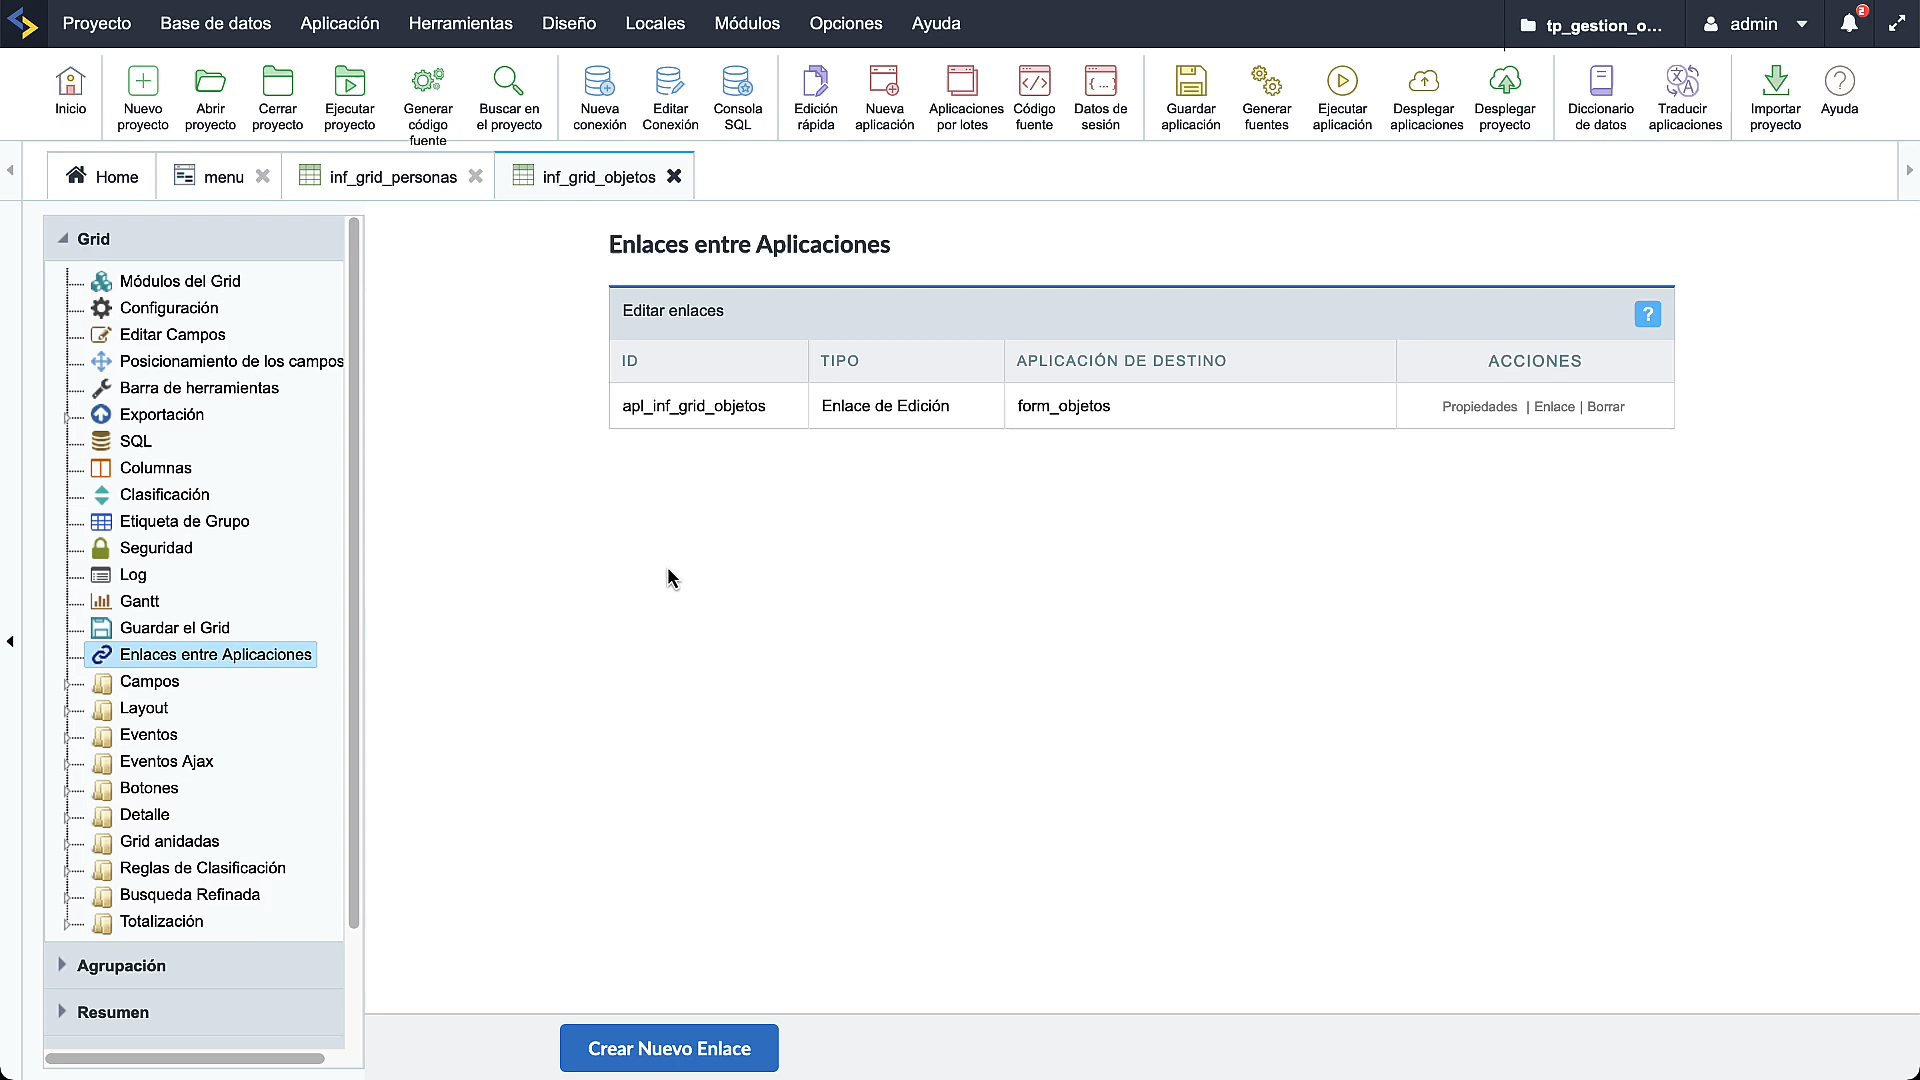 Proyecto Base de datos Aplicación Herramientas Diseño Locales Módulos Opciones Ayuda tp_gestion_o... admin 2
Inicio
Nuevo proyecto
Abrir proyecto
Cerrar proyecto
Ejecutar proyecto
Generar código fuente
Buscar en el proyecto
Nueva conexión
Editar Conexión
Consola SQL
Edición rápida
Nueva aplicación
Aplicaciones por lotes
Código fuente
Datos de sesión
Guardar aplicación
Generar fuentes
Ejecutar aplicación
Desplegar aplicaciones
Desplegar proyecto
Diccionario de datos
Traducir aplicaciones
Importar proyecto
Ayuda
Home menu inf_grid_personas inf_grid_objetos
Grid
Módulos del Grid
Configuración
Editar Campos
Posicionamiento de los campos
Barra de herramientas
Exportación
SQL
Columnas
Clasificación
Etiqueta de Grupo
Seguridad
Log
Gantt
Guardar el Grid
Enlaces entre Aplicaciones
Campos
Layout
Eventos
Eventos Ajax
Botones
Detalle
Grid anidadas
Reglas de Clasificación
Busqueda Refinada
Totalización
Agrupación
Resumen
Enlaces entre Aplicaciones
Editar enlaces ?
ID TIPO APLICACIÓN DE DESTINO ACCIONES
apl_inf_grid_objetos Enlace de Edición form_objetos Propiedades | Enlace | Borrar
Crear Nuevo Enlace